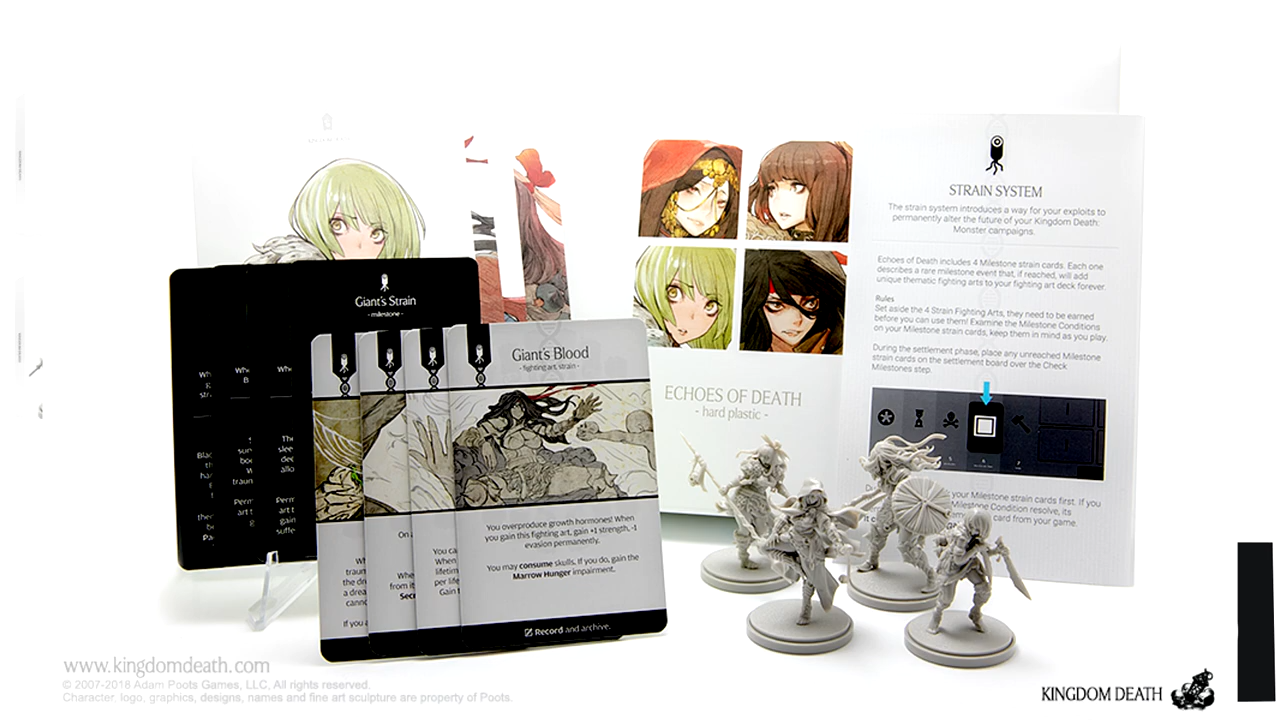 Giant's Strain
- milestone -
Giant's Blood
- fighting art, strain -
You overproduce growth hormones! When
you gain this fighting art, gain +1 strength, -1
evasion permanently.
You may consume skulls. If you do, gain the
Marrow Hunger impairment.
Record and archive.
ECHOES OF DEATH
- hard plastic -
STRAIN SYSTEM
The strain system introduces a way for your exploits to
permanently alter the future of your Kingdom Death:
Monster campaigns.
Echoes of Death includes 4 Milestone strain cards. Each one
describes a rare milestone event that, if reached, will add
unique thematic fighting arts to your fighting art deck forever.
Rules
Set aside the 4 Strain Fighting Arts, they need to be earned
before you can use them! Examine the Milestone Conditions
on your Milestone strain cards, keep them in mind as you play.
During the settlement phase, place any unreached Milestone
strain cards on the settlement board over the Check
Milestones step.
your Milestone strain cards first. If you
Milestone Condition resolve, its
card from your game.
www.kingdomdeath.com
© 2007-2018 Adam Poots Games, LLC, All rights reserved.
Character, logo, graphics, designs, names and fine art sculpture are property of Poots.
KINGDOM DEATH